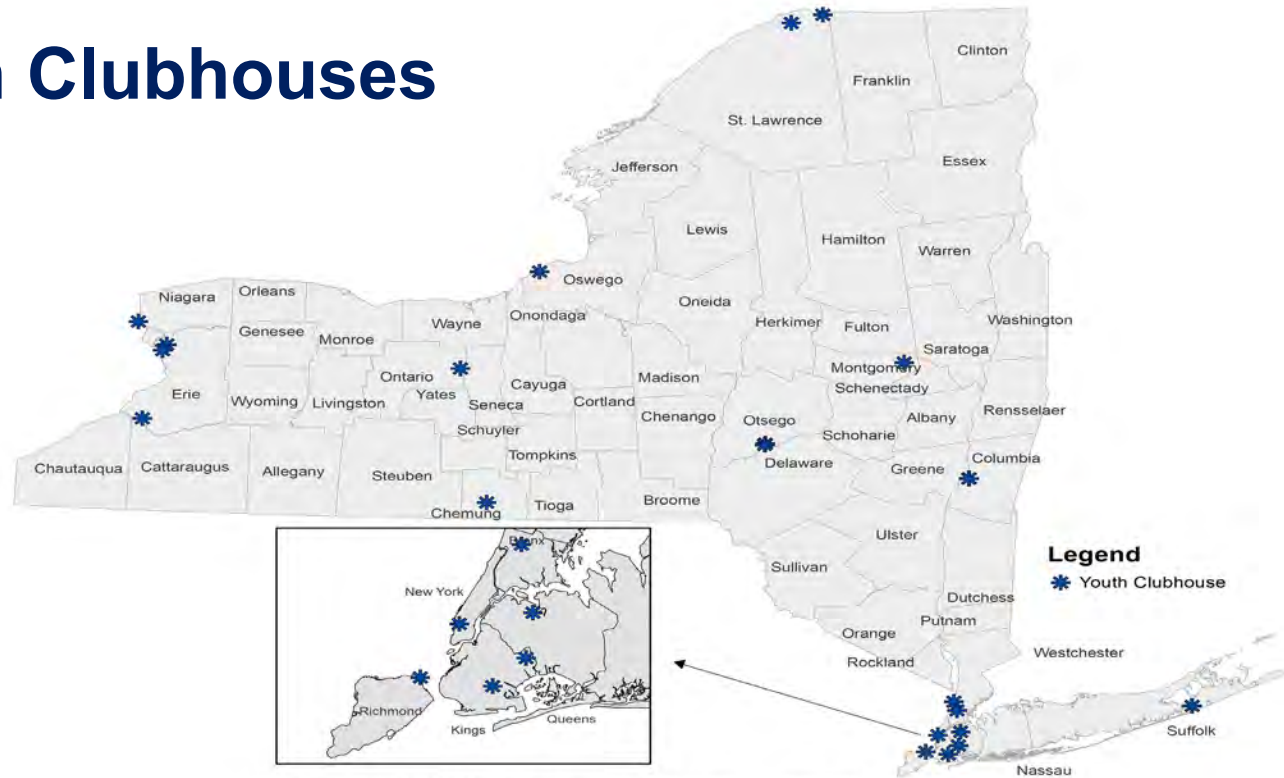 n Clubhouses
Clinton
Franklin
St. Lawrence
Essex
Jefferson
Lewis
Hamilton
Warren
Oswego
Niagara
Orleans
Oneida
Herkimer
Fulton
Washington
Genesee
Monroe
Wayne
Onondaga
Saratoga
Montgomery
Ontario
Madison
Schenectady
Erie
Wyoming
Livingston
Yates
Seneca
Cayuga
Cortland
Chenango
Otsego
Albany
Rensselaer
Schuyler
Schoharie
Tompkins
Chautauqua
Cattaraugus
Allegany
Steuben
Delaware
Greene
Columbia
Chemung
Tioga
Broome
Ulster
Sullivan
Legend
Youth Clubhouse
Dutchess
Putnam
Orange
Rockland
Westchester
Suffolk
Nassau
Bronx
New York
Richmond
Kings
Queens